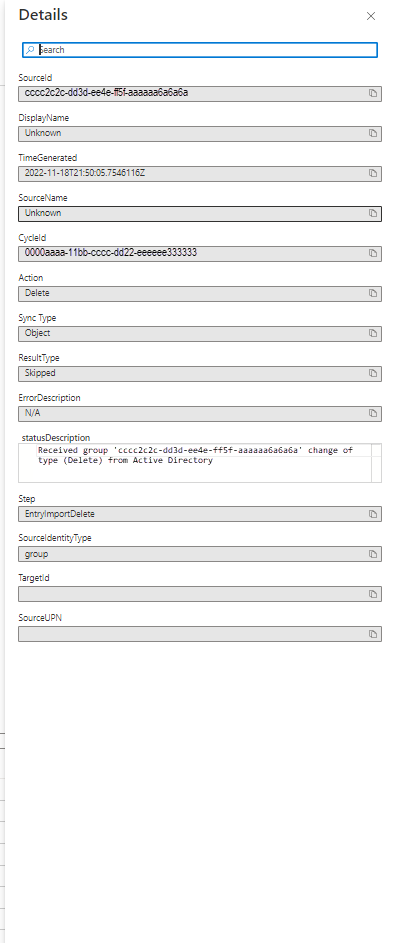 Details
Search
SourceId
cccc2c2c-dd3d-ee4e-ff5f-aaaaaa6a6a6a
DisplayName
Unknown
TimeGenerated
2022-11-18T21:50:05.7546116Z
SourceName
Unknown
CycleId
0000aaaa-11bb-cccc-dd22-eeeeee333333
Action
Delete
Sync Type
Object
ResultType
Skipped
ErrorDescription
N/A
statusDescription
Received group 'cccc2c2c-dd3d-ee4e-ff5f-aaaaaa6a6a6a' change of
type (Delete) from Active Directory
Step
EntryImportDelete
SourceIdentityType
group
TargetId
SourceUPN